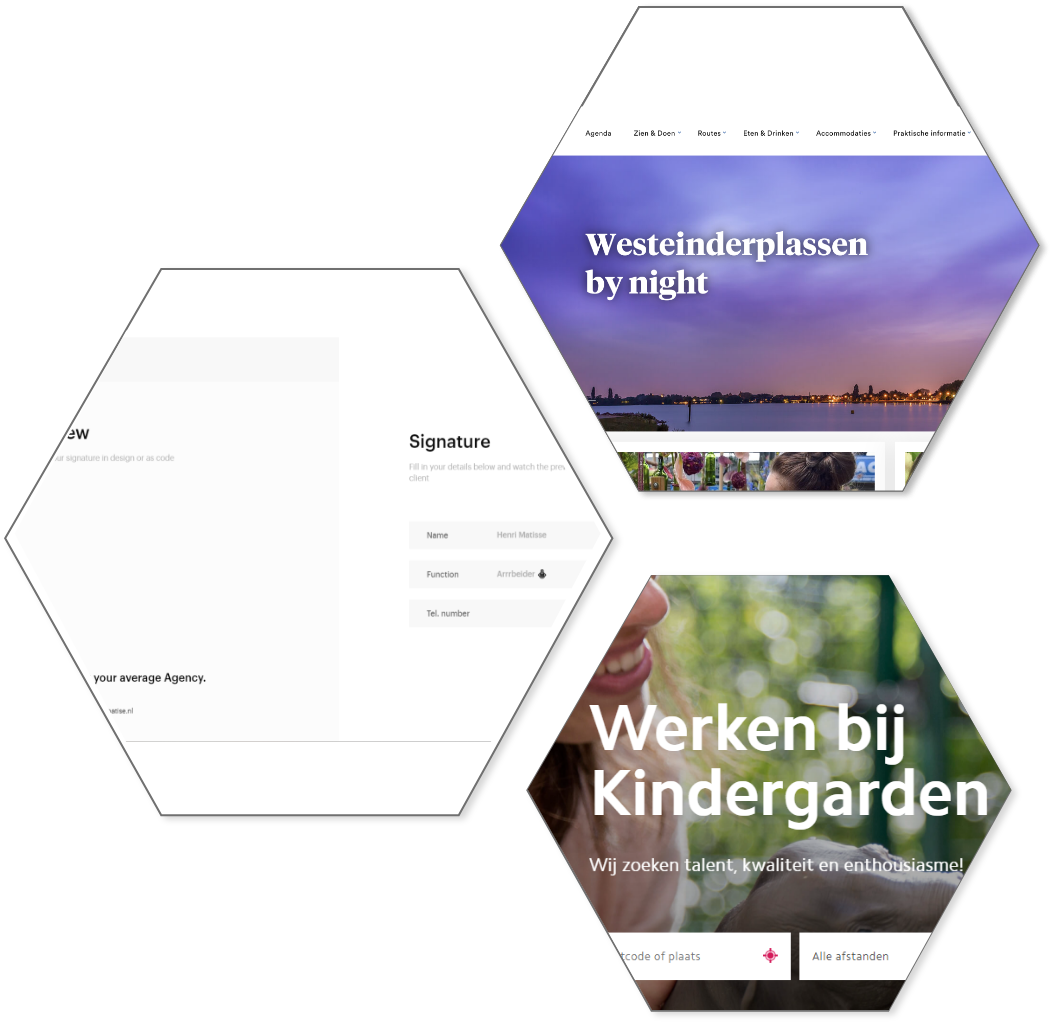 Agenda Zien & Doen Routes Eten & Drinken Accommodaties Praktische informatie
Westeinderplassen
by night
ew
ur signature in design or as code
your average Agency.
atise.nl
Signature
Fill in your details below and watch the prev
client
Name Henri Matisse
Function Arrrbeider
Tel. number
Werken bij
Kindergarden
Wij zoeken talent, kwaliteit en enthousiasme!
tcode of plaats Alle afstanden